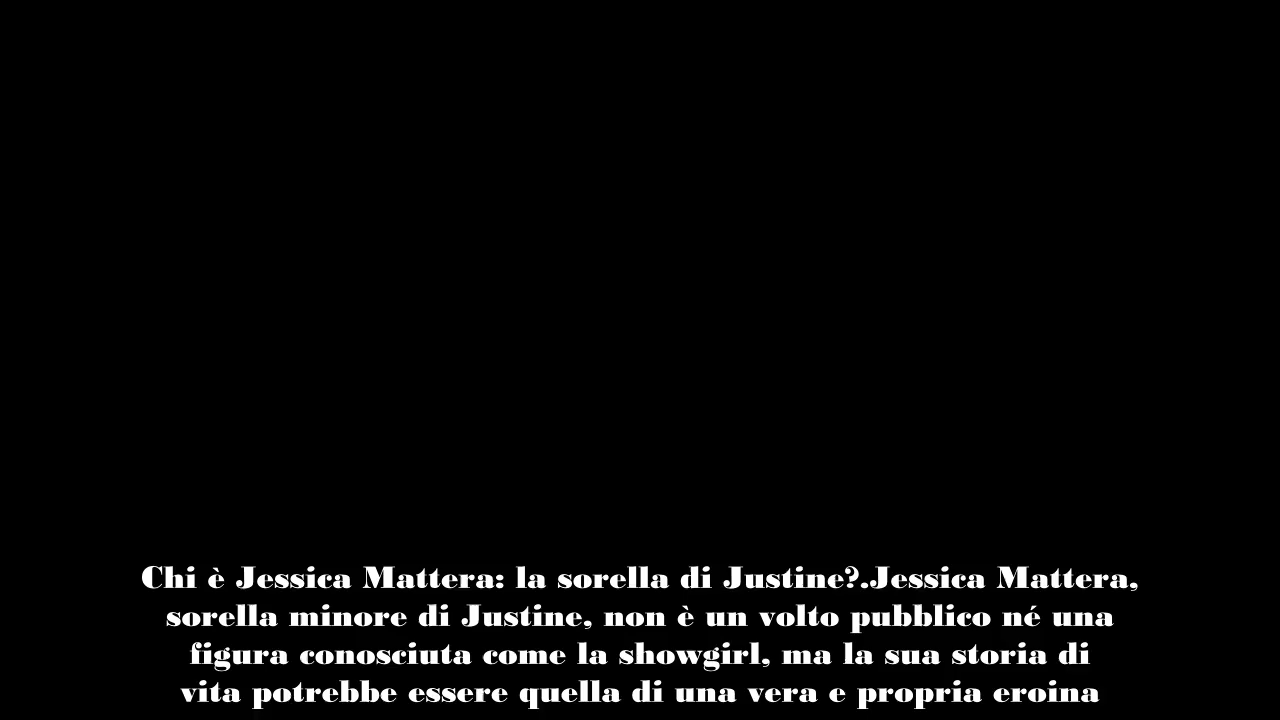 Chi è Jessica Mattera: la sorella di Justine?.Jessica Mattera,
sorella minore di Justine, non è un volto pubblico né una
figura conosciuta come la showgirl, ma la sua storia di
vita potrebbe essere quella di una vera e propria eroina